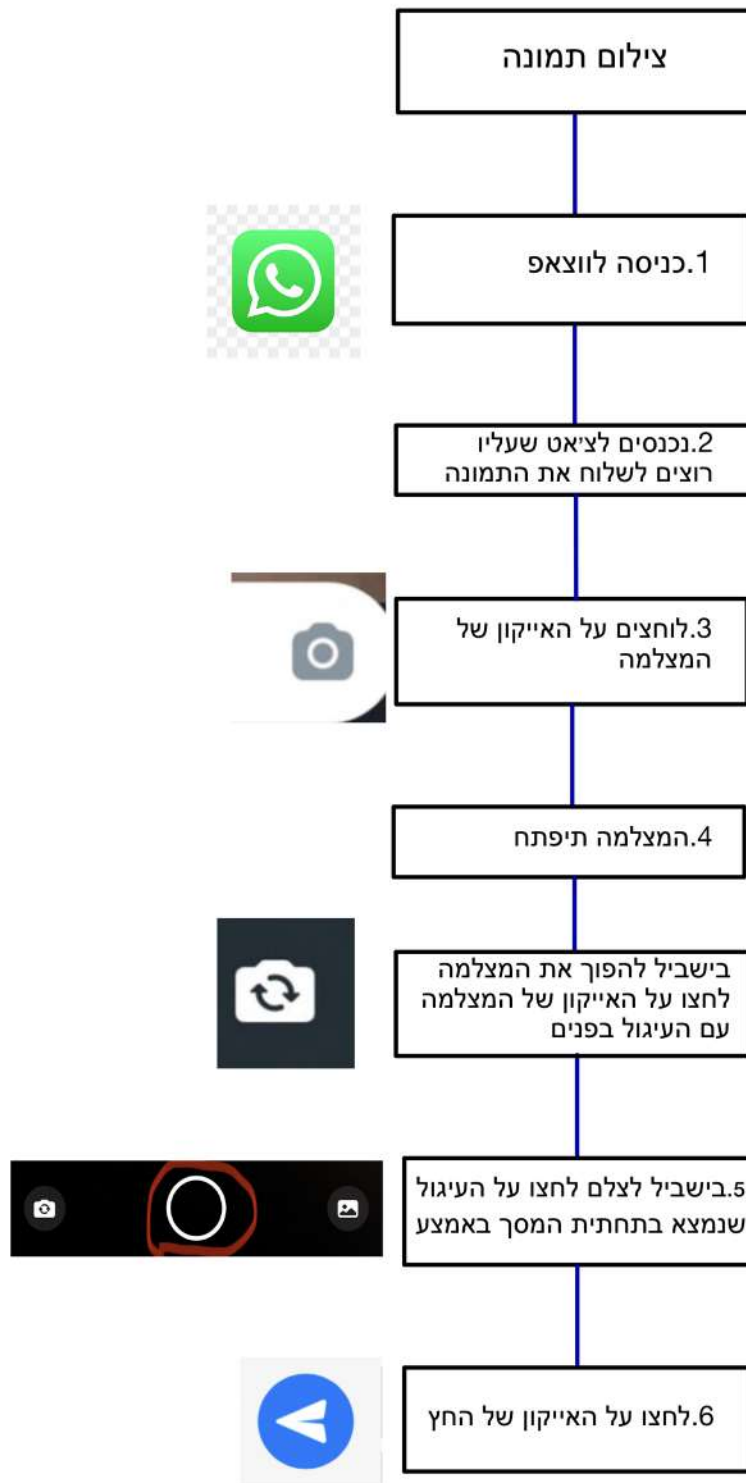 צילום תמונה
1.כניסה לווצאפ
2.נכנסים לצ׳אט שעליו
רוצים לשלוח את התמונה
3.לוחצים על האייקון של
המצלמה
4.המצלמה תיפתח
בישביל להפוך את המצלמה
לחצו על האייקון של המצלמה
עם העיגול בפנים
5.בישביל לצלם לחצו על העיגול
שנמצא בתחתית המסך באמצע
6.לחצו על האייקון של החץ